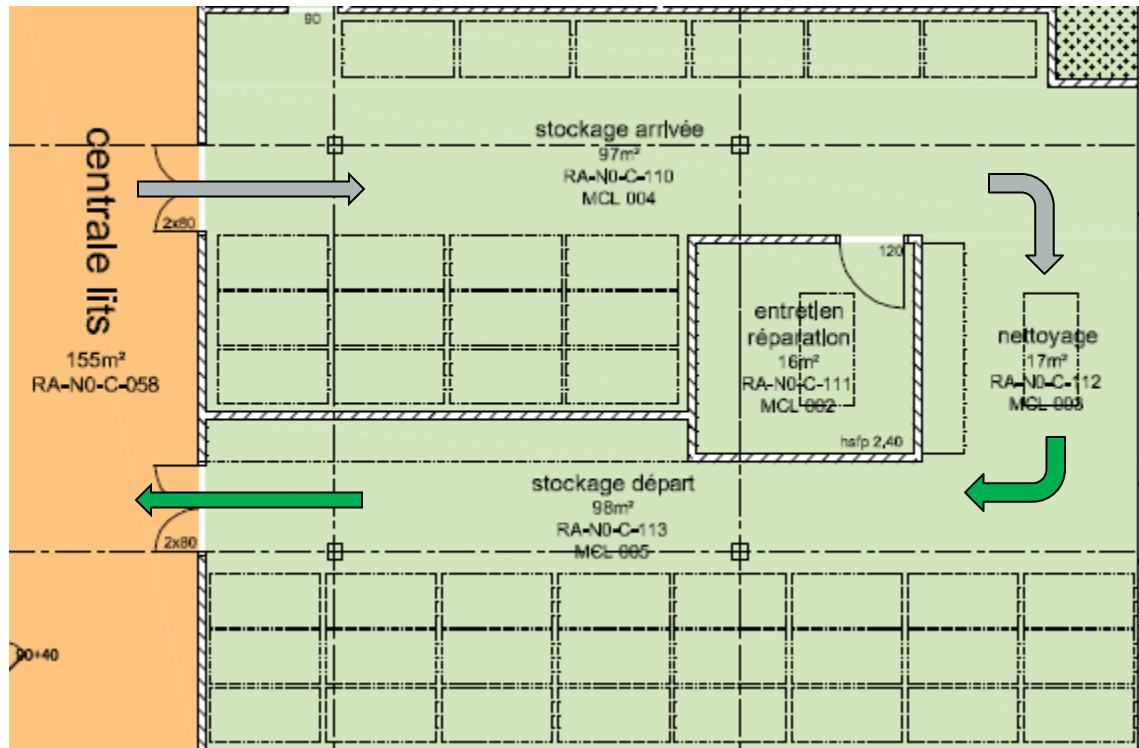 90
stockage arrivée
97m²
RA-N0-C-110
MCL 004
centrale lits
155m²
RA-N0-C-058
2x80
120
entretien
réparation
16m²
RA-N0-C-111
MCL 002
hsfp 2,40
nettoyage
17m²
RA-N0-C-112
MCL 003
stockage départ
98m²
RA-N0-C-113
MCL 005
2x80
90+40